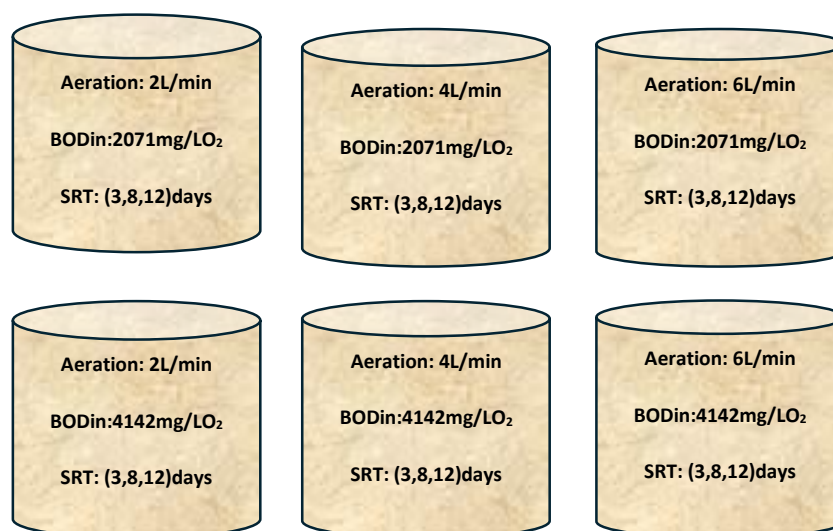 Aeration: 2L/min
BODin:2071mg/LO₂
SRT: (3,8,12)days
Aeration: 4L/min
BODin:2071mg/LO₂
SRT: (3,8,12)days
Aeration: 6L/min
BODin:2071mg/LO₂
SRT: (3,8,12)days
Aeration: 2L/min
BODin:4142mg/LO₂
SRT: (3,8,12)days
Aeration: 4L/min
BODin:4142mg/LO₂
SRT: (3,8,12)days
Aeration: 6L/min
BODin:4142mg/LO₂
SRT: (3,8,12)days